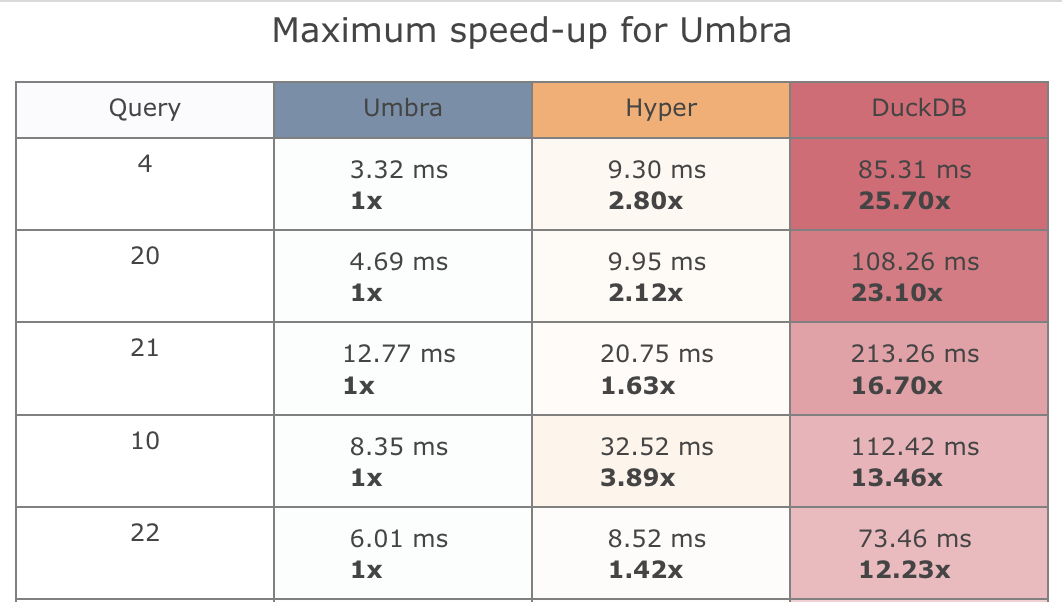 Maximum speed-up for Umbra
Query Umbra Hyper DuckDB
4 3.32 ms 9.30 ms 85.31 ms
1x 2.80x 25.70x
20 4.69 ms 9.95 ms 108.26 ms
1x 2.12x 23.10x
21 12.77 ms 20.75 ms 213.26 ms
1x 1.63x 16.70x
10 8.35 ms 32.52 ms 112.42 ms
1x 3.89x 13.46x
22 6.01 ms 8.52 ms 73.46 ms
1x 1.42x 12.23x